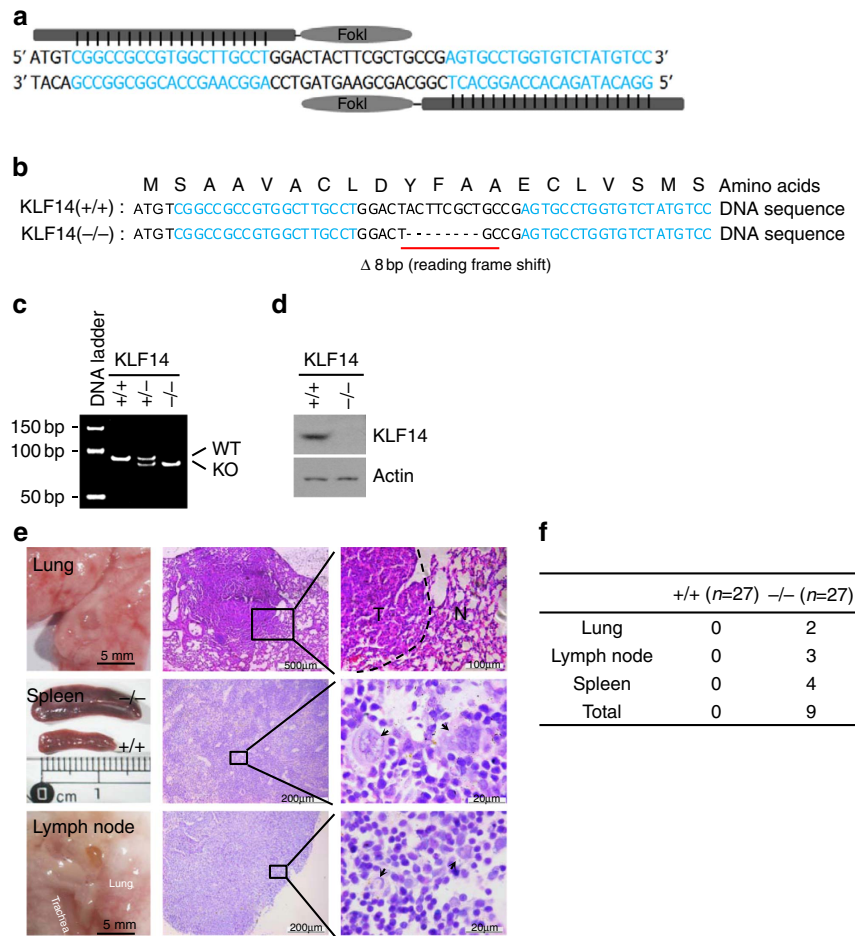 a
FokI
5′ ATGTCGGCCGCCGTGGCTTGCCTGGACTACTTCGCTGCCGAGTGCCTGGTGTCTATGTCC 3′
3′ TACAGCCGGCGGCACCGAACGGACCTGATGAAGCGACGGCTCACGGACCACAGATACAGG 5′
FokI
b
M S A A V A C L D Y F A A E C L V S M S Amino acids
KLF14(+/+) : ATGTCGGCCGCCGTGGCTTGCCTGGACTACTTCGCTGCCGAGTGCCTGGTGTCTATGTCC DNA sequence
KLF14(–/–) : ATGTCGGCCGCCGTGGCTTGCCTGGACT--------GCCGAGTGCCTGGTGTCTATGTCC DNA sequence
Δ 8 bp (reading frame shift)
c
DNA ladder
KLF14
+/+ +/– –/–
150 bp
100 bp
50 bp
WT
KO
d
KLF14
+/+ –/–
KLF14
Actin
e
Lung
5 mm
500µm
T N
100µm
Spleen
–/–
+/+
0 cm 1
200µm
20µm
Lymph node
Lung
Trachea
5 mm
200µm
20µm
f
+/+ (n=27) –/– (n=27)
Lung 0 2
Lymph node 0 3
Spleen 0 4
Total 0 9